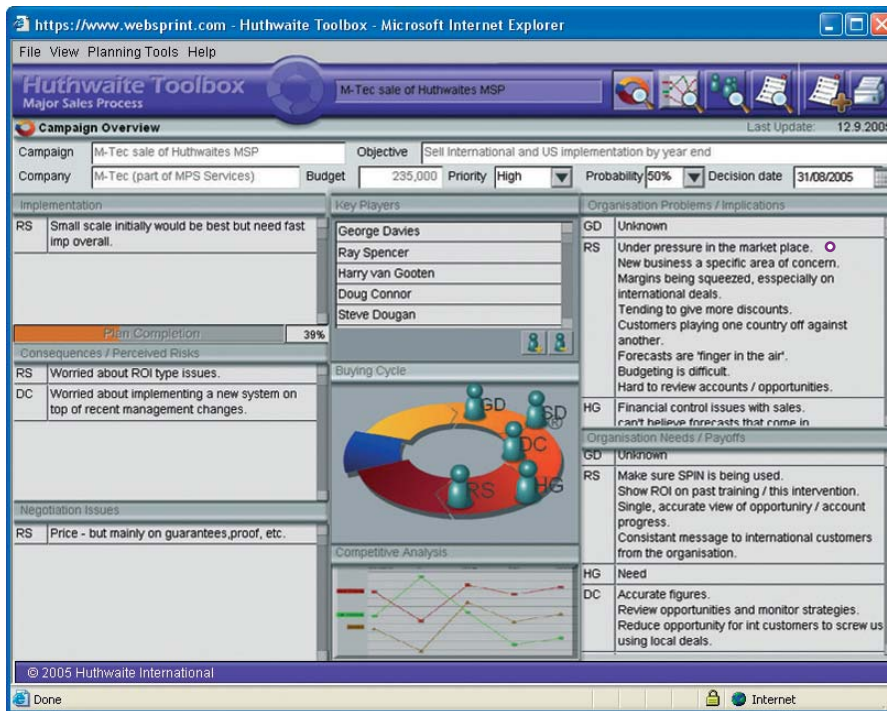 https://www.websprint.com - Huthwaite Toolbox - Microsoft Internet Explorer
File View Planning Tools Help
Huthwaite Toolbox
Major Sales Process
M-Tec sale of Huthwaites MSP
Campaign Overview
Last Update: 12.9.200
Campaign M-Tec sale of Huthwaites MSP Objective Sell International and US implementation by year end
Company M-Tec (part of MPS Services) Budget 235,000 Priority High Probability 50% Decision date 31/08/2005
Implementation
RS Small scale initially would be best but need fast
imp overall.
Plan Completion 39%
Consequences / Perceived Risks
RS Worried about ROI type issues.
DC Worried about implementing a new system on
top of recent management changes.
Negotiation Issues
RS Price - but mainly on guarantees,proof, etc.
Key Players
George Davies
Ray Spencer
Harry van Gooten
Doug Connor
Steve Dougan
Buying Cycle
GD
SD
®
DC
RS
HG
Competitive Analysis
Organisation Problems / Implications
GD Unknown
RS Under pressure in the market place.
New business a specific area of concern.
Margins being squeezed, esspecially on
international deals.
Tending to give more discounts.
Customers playing one country off against
another.
Forecasts are 'finger in the air'.
Budgeting is difficult.
Hard to review accounts / opportunities.
HG Financial control issues with sales.
can't believe forecasts that come in
Organisation Needs / Payoffs
GD Unknown
RS Make sure SPIN is being used.
Show ROI on past training / this intervention.
Single, accurate view of opportuniry / account
progress.
Consistant message to international customers
from the organisation.
HG Need
DC Accurate figures.
Review opportunities and monitor strategies.
Reduce opportunity for int customers to screw us
using local deals.
© 2005 Huthwaite International
Done
Internet